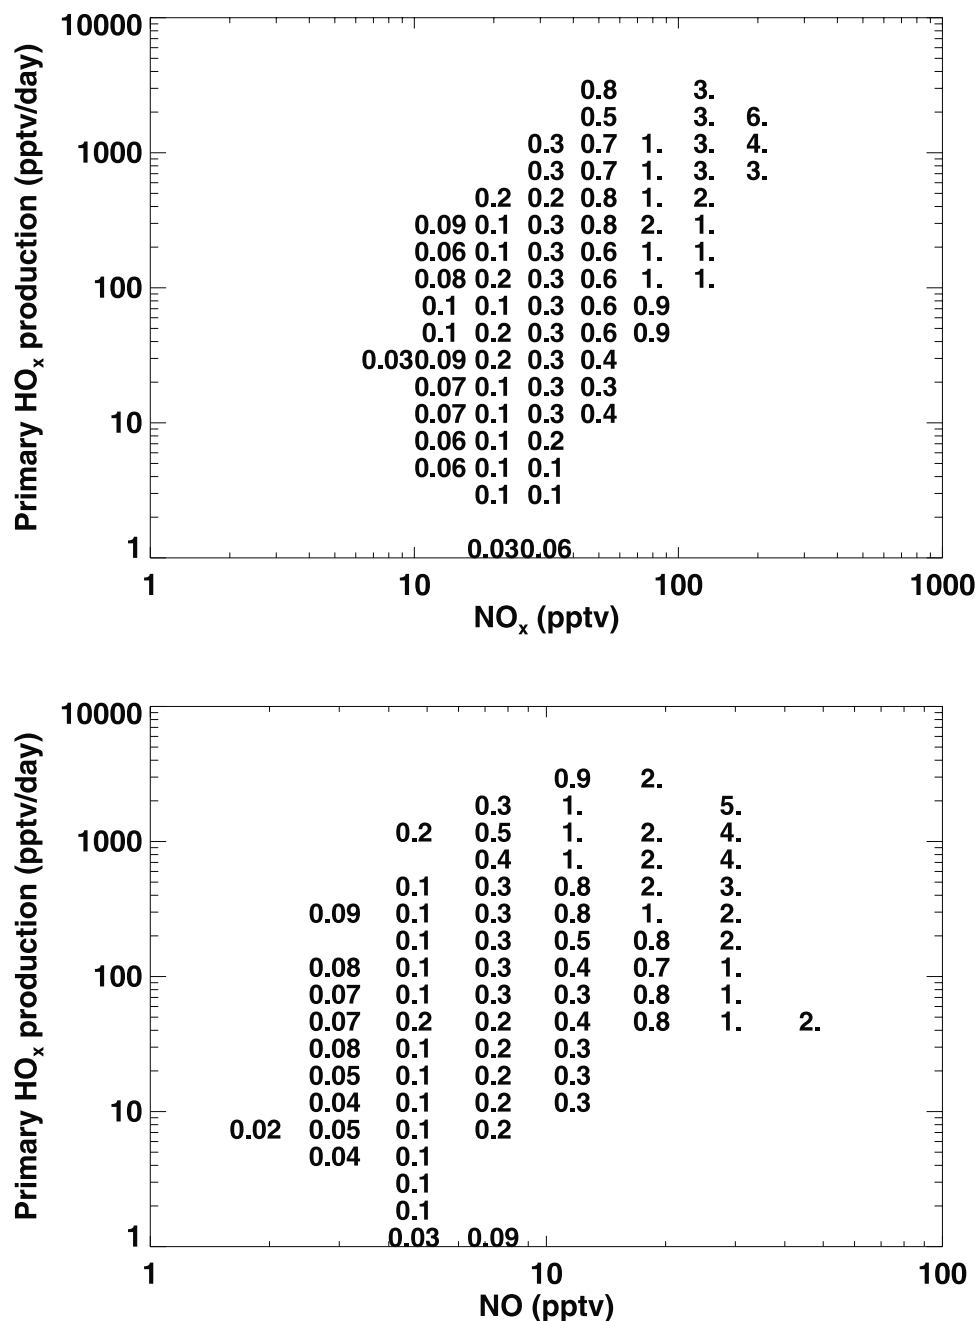 10000
0.8 3.
0.5 3. 6.
1000 0.3 0.7 1. 3. 4.
0.3 0.7 1. 3. 3.
0.2 0.2 0.8 1. 2.
0.09 0.1 0.3 0.8 2. 1.
0.06 0.1 0.3 0.6 1. 1.
100 0.08 0.2 0.3 0.6 1. 1.
0.1 0.1 0.3 0.6 0.9
0.1 0.2 0.3 0.6 0.9
0.03 0.09 0.2 0.3 0.4
0.07 0.1 0.3 0.3
10 0.07 0.1 0.3 0.4
0.06 0.1 0.2
0.06 0.1 0.1
0.1 0.1
1 0.03 0.06
1 10 100 1000
NOx (pptv)
Primary HOx production (pptv/day)
10000
0.9 2.
0.3 1. 5.
1000 0.2 0.5 1. 2. 4.
0.4 1. 2. 4.
0.1 0.3 0.8 2. 3.
0.09 0.1 0.3 0.8 1. 2.
0.1 0.3 0.5 0.8 2.
100 0.08 0.1 0.3 0.4 0.7 1.
0.07 0.1 0.3 0.3 0.8 1.
0.07 0.2 0.2 0.4 0.8 1. 2.
0.08 0.1 0.2 0.3
0.05 0.1 0.2 0.3
10 0.04 0.1 0.2 0.3
0.02 0.05 0.1 0.2
0.04 0.1
0.1
0.1
1 0.03 0.09
1 10 100
NO (pptv)
Primary HOx production (pptv/day)